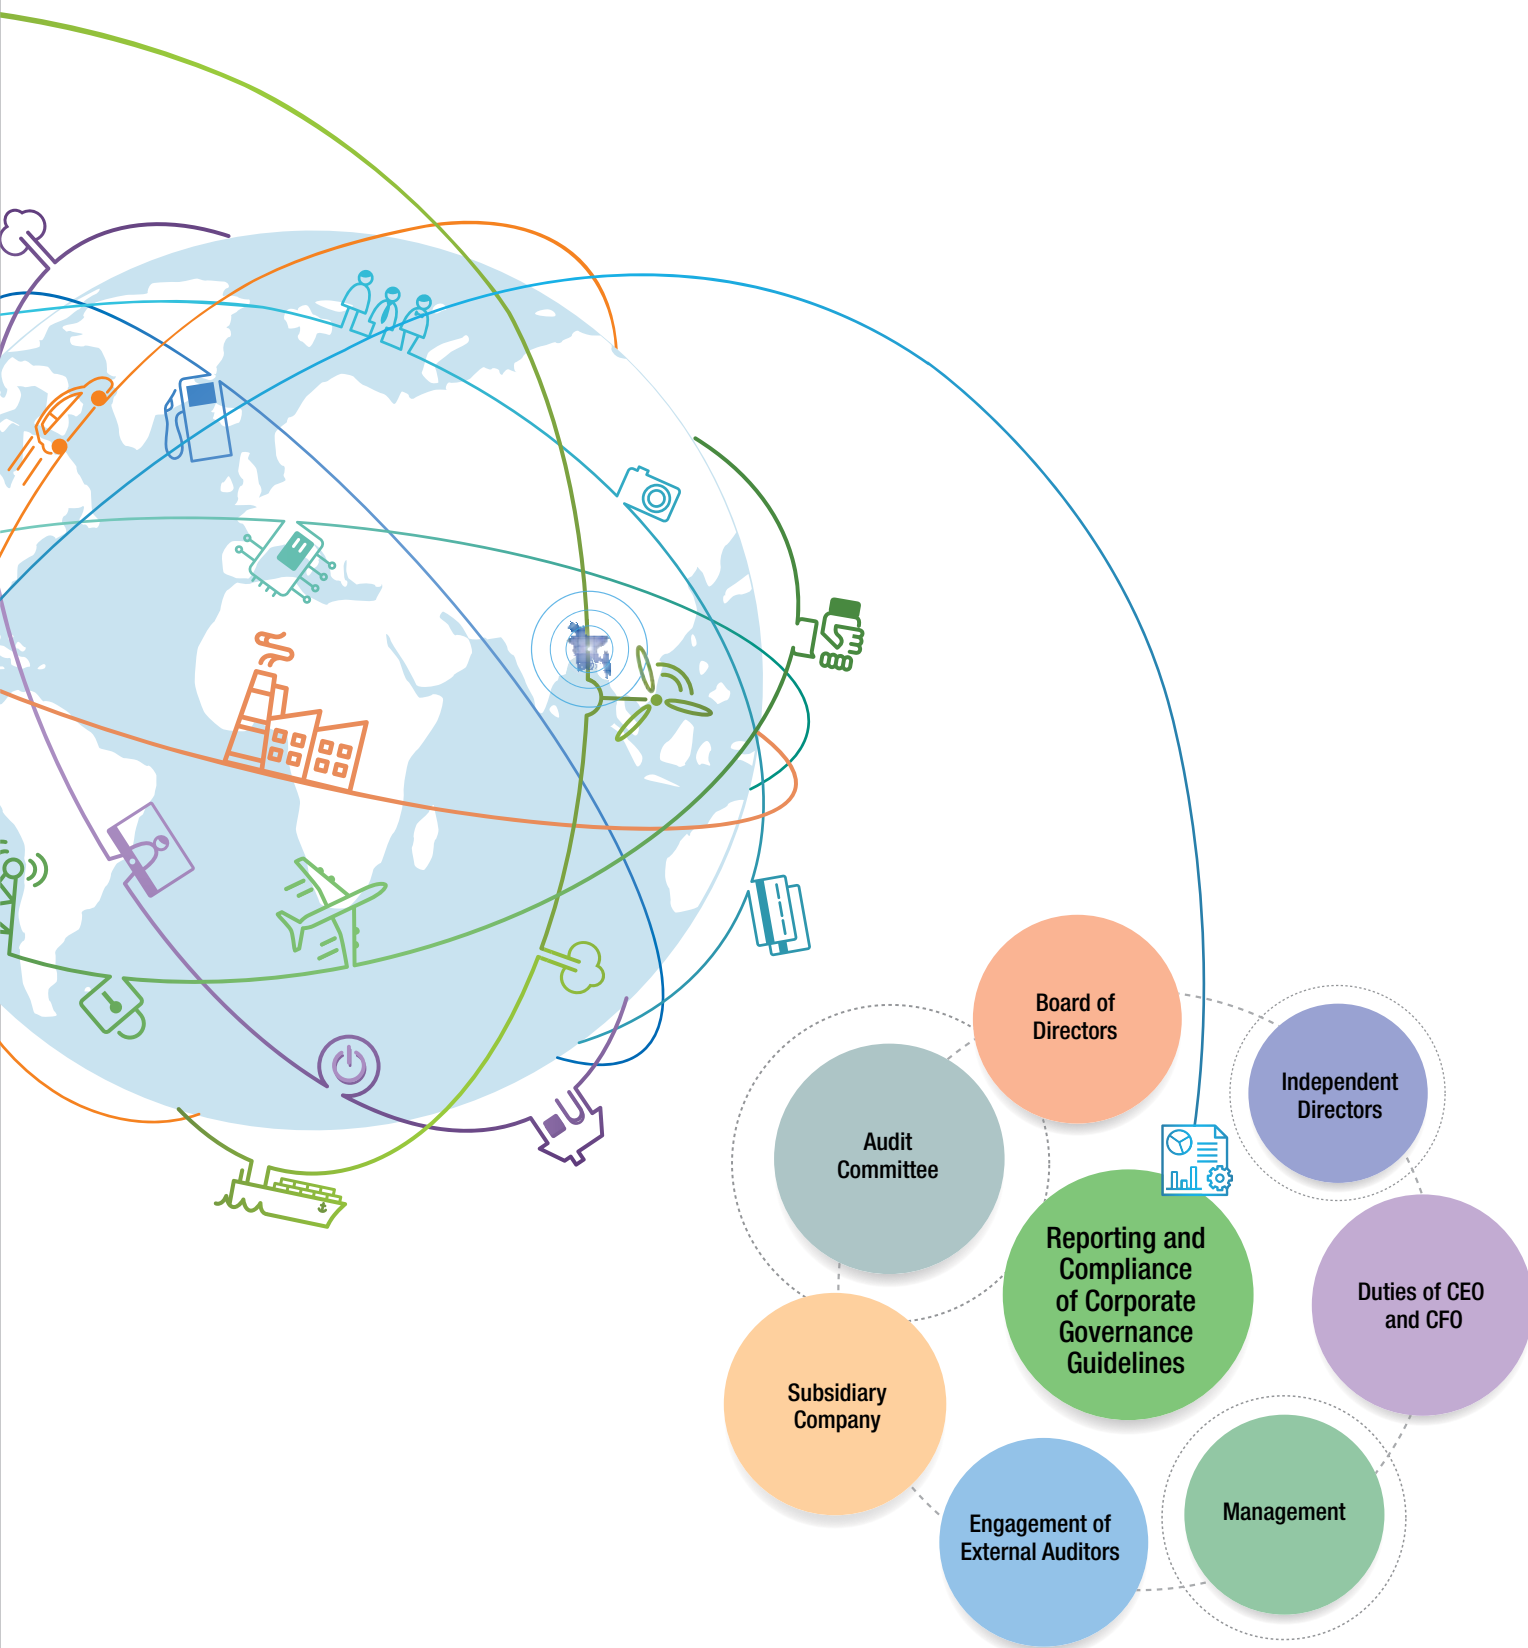 Board of
Directors
Independent
Directors
Audit
Committee
Reporting and
Compliance
of Corporate
Governance
Guidelines
Duties of CEO
and CFO
Subsidiary
Company
Management
Engagement of
External Auditors